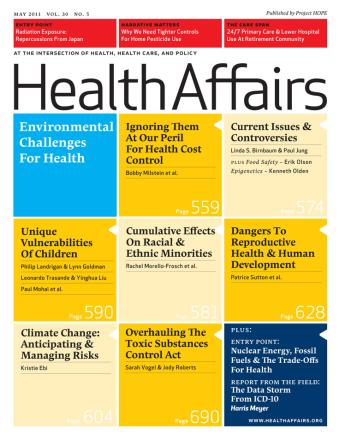 MAY 2011 VOL. 30 NO. 5
Published by Project HOPE
ENTRY POINT
Radiation Exposure:
Repercussions From Japan
NARRATIVE MATTERS
Why We Need Tighter Controls
For Home Pesticide Use
THE CARE SPAN
24/7 Primary Care & Lower Hospital
Use At Retirement Community
AT THE INTERSECTION OF HEALTH, HEALTH CARE, AND POLICY
HealthAffairs
Environmental
Challenges
For Health
Ignoring Them
At Our Peril
For Health Cost
Control
Bobby Milstein et al.
Page 559
Current Issues &
Controversies
Linda S. Birnbaum & Paul Jung
PLUS Food Safety – Erik Olson
Epigenetics – Kenneth Olden
Page 574
Unique
Vulnerabilities
Of Children
Philip Landrigan & Lynn Goldman
Leonardo Trasande & Yinghua Liu
Paul Mohai et al.
Page 590
Cumulative Effects
On Racial &
Ethnic Minorities
Rachel Morello-Frosch et al.
Page 581
Dangers To
Reproductive
Health & Human
Development
Patrice Sutton et al.
Page 628
Climate Change:
Anticipating &
Managing Risks
Kristie Ebi
Page 604
Overhauling The
Toxic Substances
Control Act
Sarah Vogel & Jody Roberts
Page 690
PLUS:
ENTRY POINT:
Nuclear Energy, Fossil
Fuels & The Trade-Offs
For Health
REPORT FROM THE FIELD:
The Data Storm
From ICD-10
Harris Meyer
WWW.HEALTHAFFAIRS.ORG